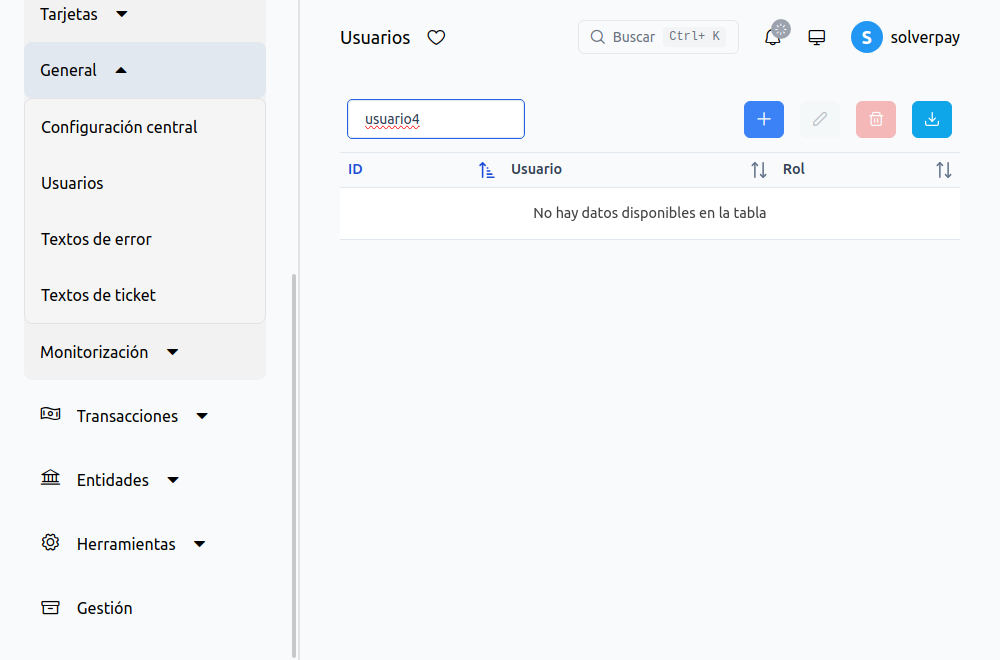 Tarjetas
General
Configuración central
Usuarios
Textos de error
Textos de ticket
Monitorización
Transacciones
Entidades
Herramientas
Gestión
Usuarios
Buscar Ctrl+ K
S solverpay
usuario4
ID Usuario Rol
No hay datos disponibles en la tabla